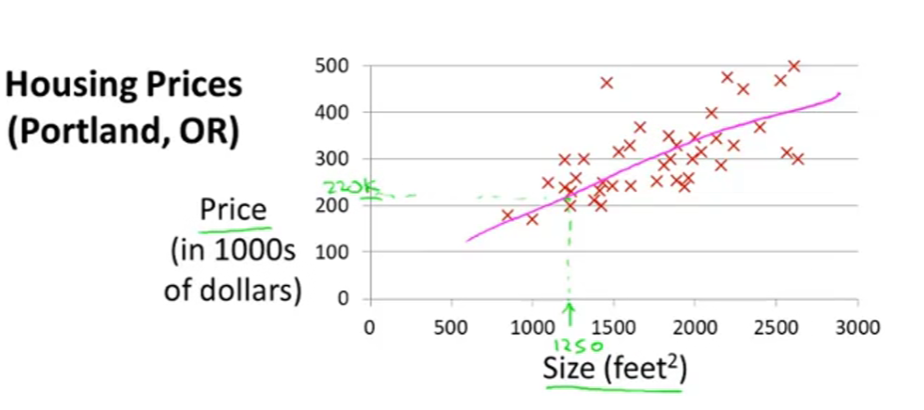 Housing Prices
(Portland, OR)
Price
(in 1000s
of dollars)
500
400
300
220K
200
100
0
0 500 1000 1500 2000 2500 3000
1250
Size (feet²)